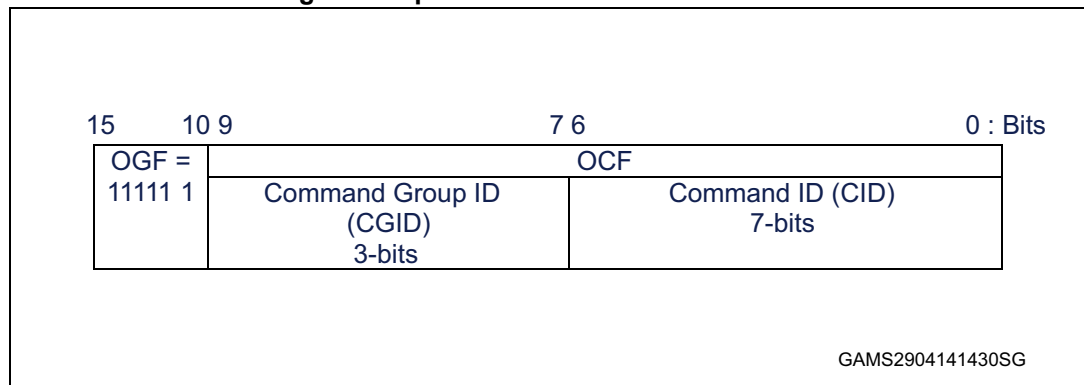 15 10 9 7 6 0 : Bits
OGF = OCF
11111 1 Command Group ID Command ID (CID)
(CGID) 7-bits
3-bits
GAMS2904141430SG